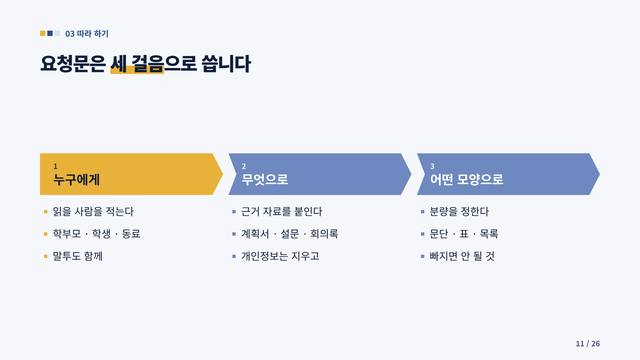 03 따라 하기
요청문은 세 걸음으로 씁니다
1
누구에게
읽을 사람을 적는다
학부모 · 학생 · 동료
말투도 함께
2
무엇으로
근거 자료를 붙인다
계획서 · 설문 · 회의록
개인정보는 지우고
3
어떤 모양으로
분량을 정한다
문단 · 표 · 목록
빠지면 안 될 것
11 / 26